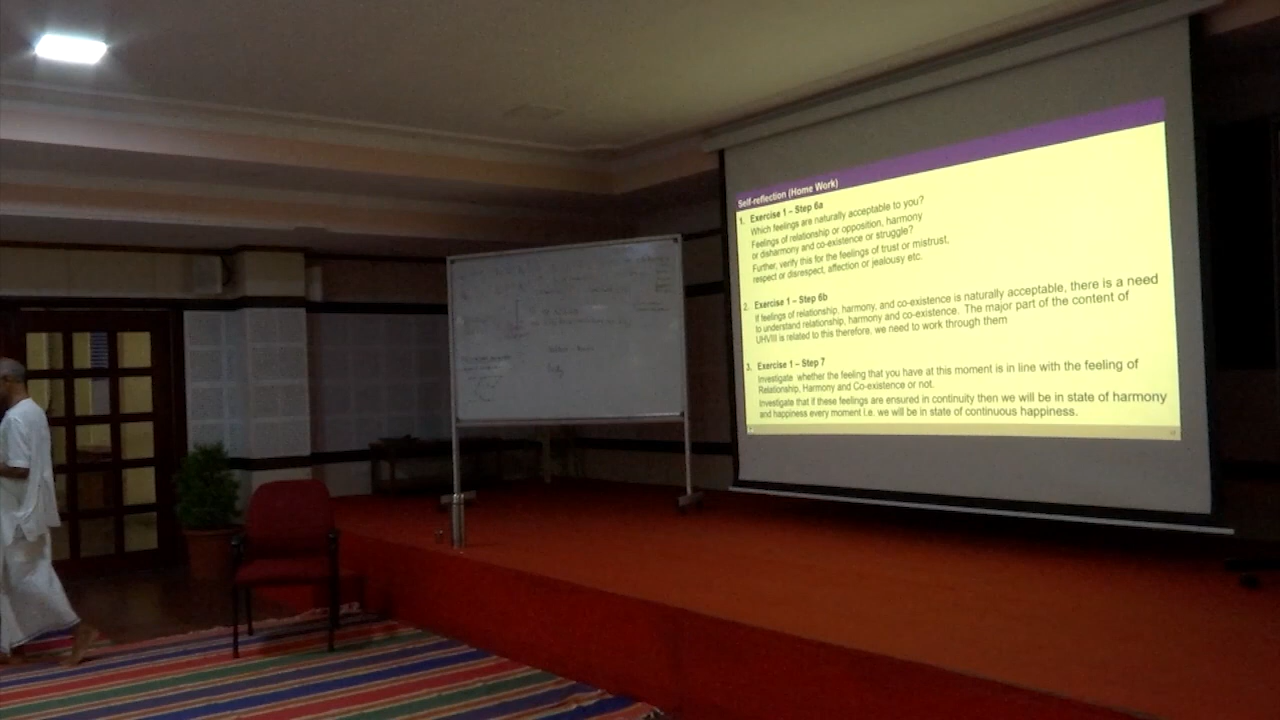 Self-reflection (Home Work)
1. Exercise 1 – Step 6a
Which feelings are naturally acceptable to you?
Feelings of relationship or opposition, harmony
or disharmony and co-existence or struggle?
Further, verify this for the feelings of trust or mistrust,
respect or disrespect, affection or jealousy etc.
2. Exercise 1 – Step 6b
If feelings of relationship, harmony, and co-existence is naturally acceptable, there is a need
to understand relationship, harmony and co-existence. The major part of the content of
UHVIII is related to this therefore, we need to work through them
3. Exercise 1 – Step 7
Investigate whether the feeling that you have at this moment is in line with the feeling of
Relationship, Harmony and Co-existence or not.
Investigate that if these feelings are ensured in continuity then we will be in state of harmony
and happiness every moment i.e. we will be in state of continuous happiness.